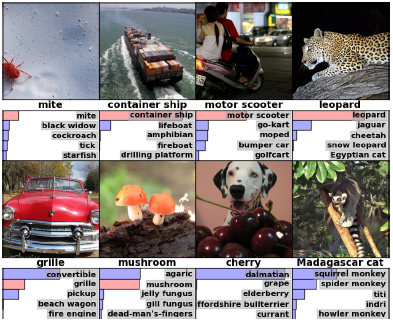 mite
container ship
motor scooter
leopard
mite
black widow
cockroach
tick
starfish
container ship
lifeboat
amphibian
fireboat
drilling platform
motor scooter
go-kart
moped
bumper car
golfcart
leopard
jaguar
cheetah
snow leopard
Egyptian cat
grille
mushroom
cherry
Madagascar cat
convertible
grille
pickup
beach wagon
fire engine
agaric
mushroom
jelly fungus
gill fungus
dead-man's-fingers
dalmatian
grape
elderberry
ffordshire bullterrier
currant
squirrel monkey
spider monkey
titi
indri
howler monkey